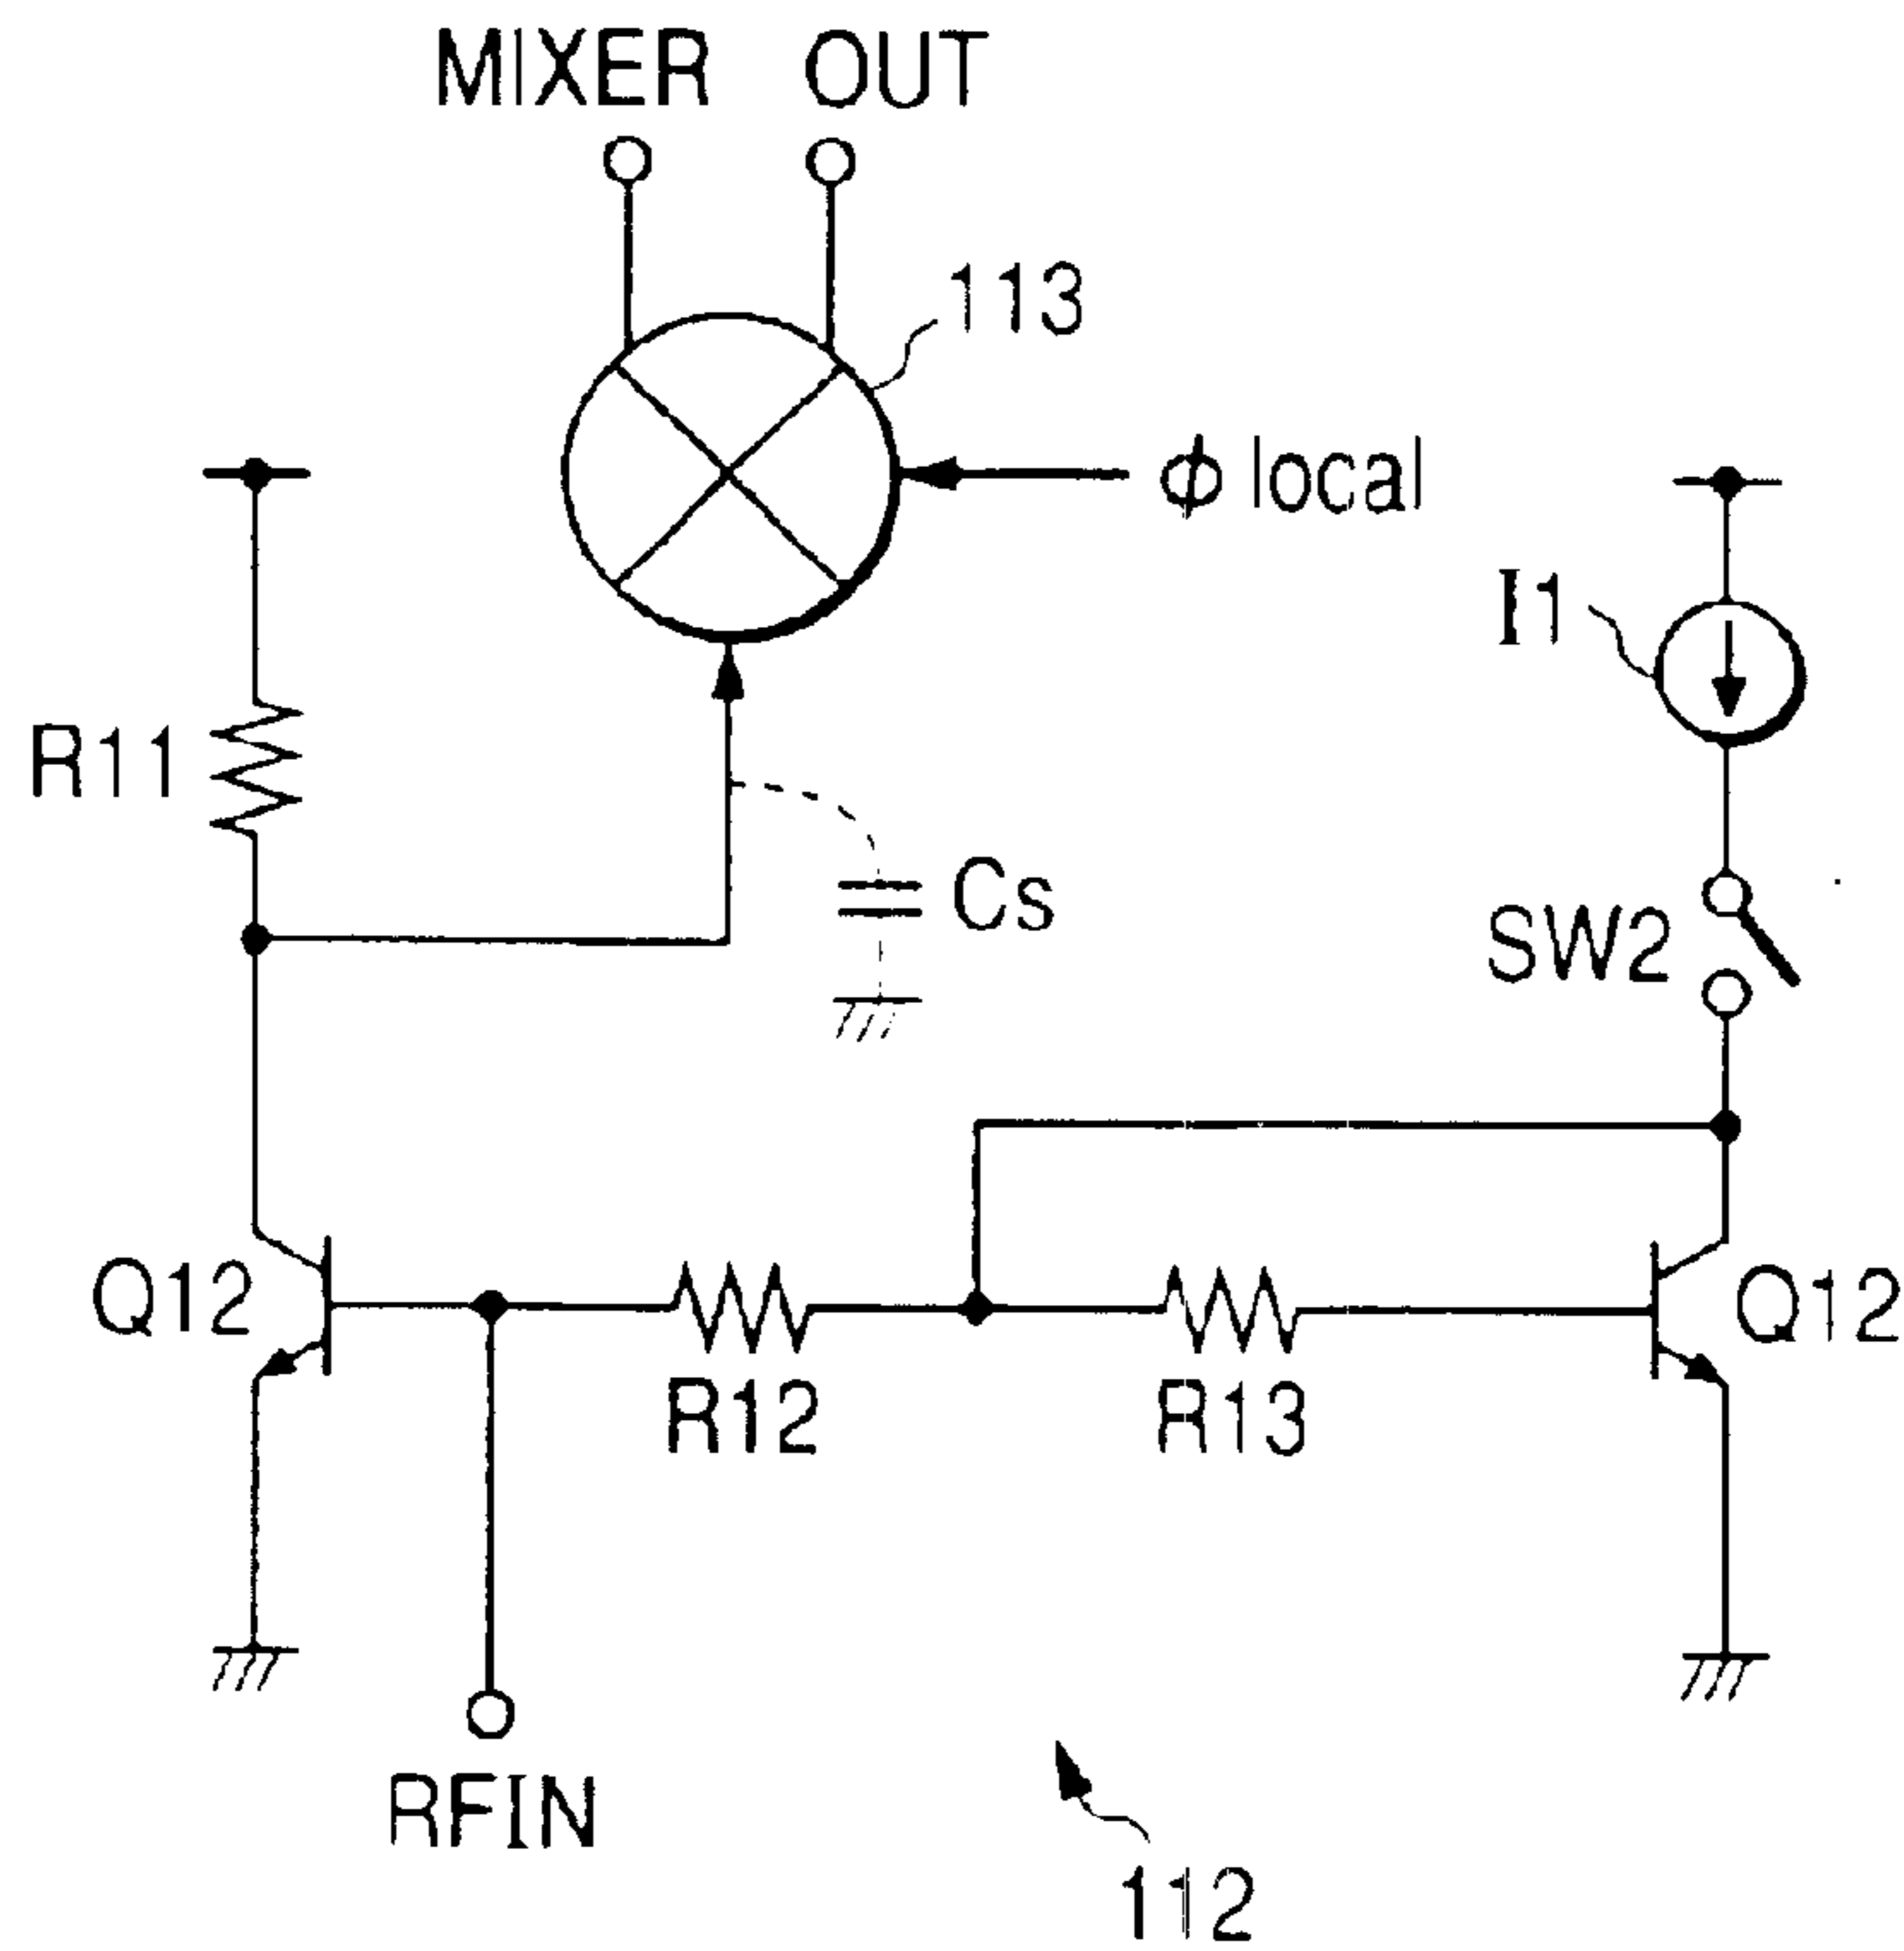 MIXER OUT
113
ϕ local
I1
R11
Cs
SW2
Q12
Q12
R12
R13
RFIN
112